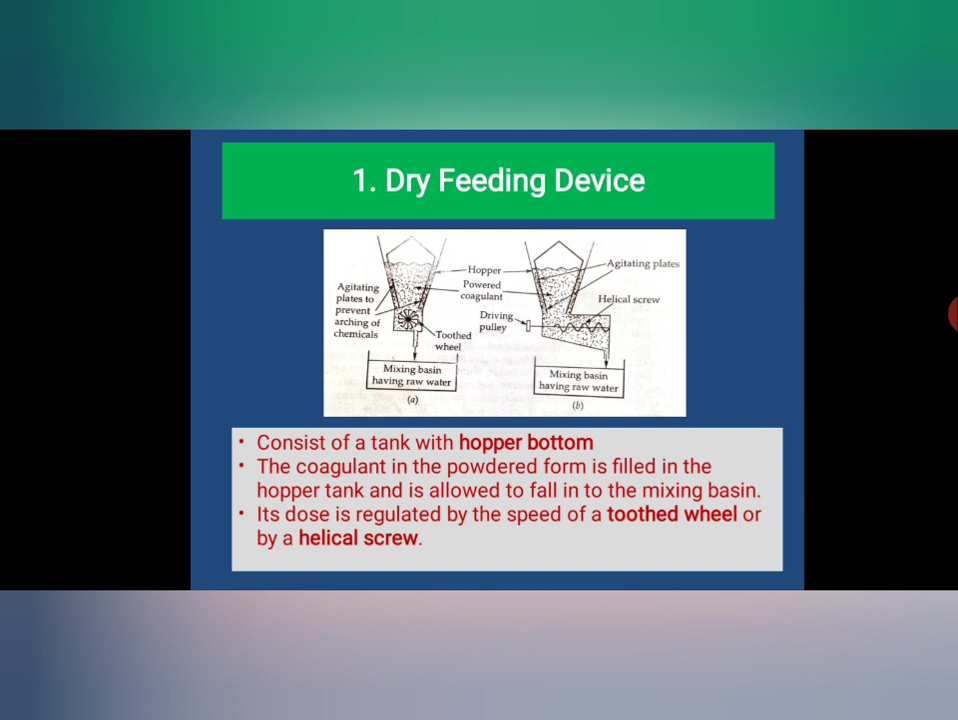 1. Dry Feeding Device
Hopper
Agitating plates
Agitating
plates to
prevent
arching of
chemicals
Powered
coagulant
Helical screw
Driving
pulley
Toothed
wheel
Mixing basin
having raw water
Mixing basin
having raw water
(a)
(b)
• Consist of a tank with hopper bottom
• The coagulant in the powdered form is filled in the
hopper tank and is allowed to fall in to the mixing basin.
• Its dose is regulated by the speed of a toothed wheel or
by a helical screw.